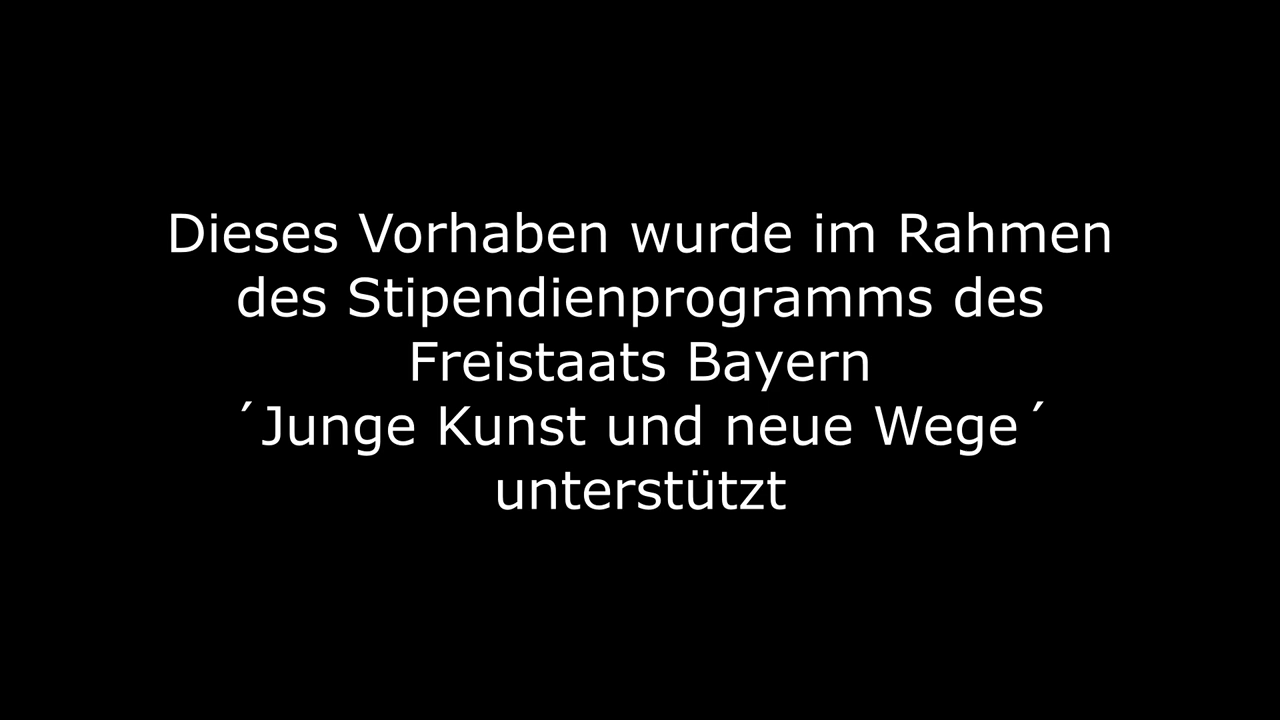 Dieses Vorhaben wurde im Rahmen
des Stipendienprogramms des
Freistaats Bayern
´Junge Kunst und neue Wege´
unterstützt